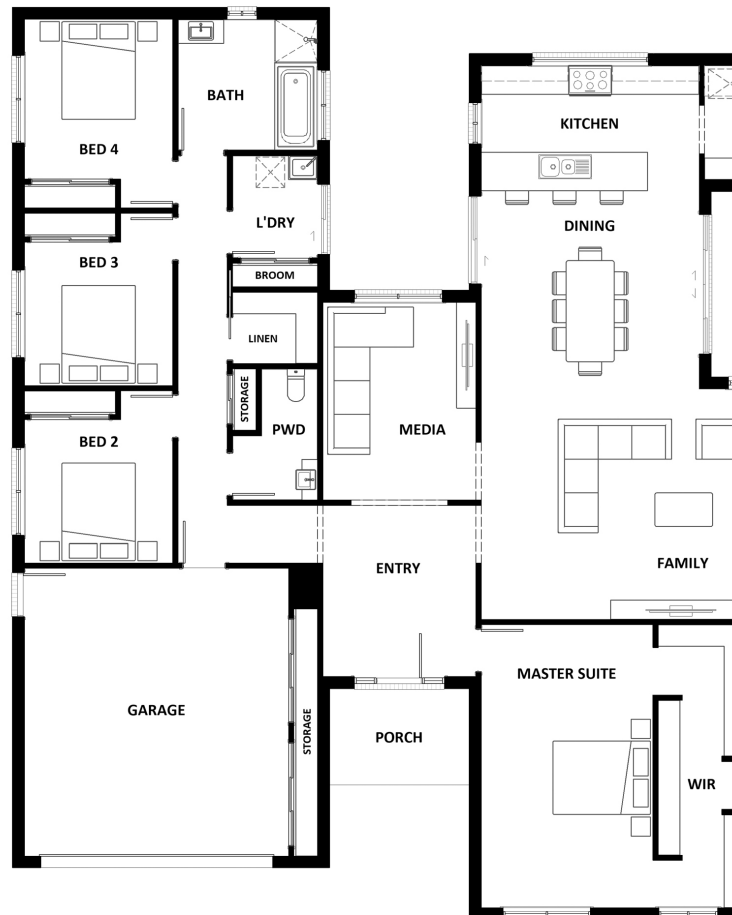 BATH
BED 4
KITCHEN
L'DRY
DINING
BED 3
BROOM
LINEN
STORAGE
PWD
MEDIA
BED 2
ENTRY
FAMILY
MASTER SUITE
GARAGE
STORAGE
PORCH
WIR